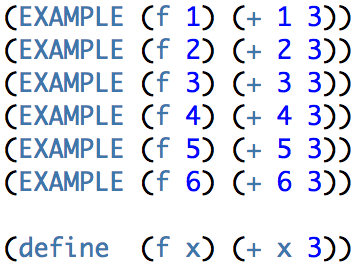 (EXAMPLE (f 1) (+ 1 3))
(EXAMPLE (f 2) (+ 2 3))
(EXAMPLE (f 3) (+ 3 3))
(EXAMPLE (f 4) (+ 4 3))
(EXAMPLE (f 5) (+ 5 3))
(EXAMPLE (f 6) (+ 6 3))
(define (f x) (+ x 3))